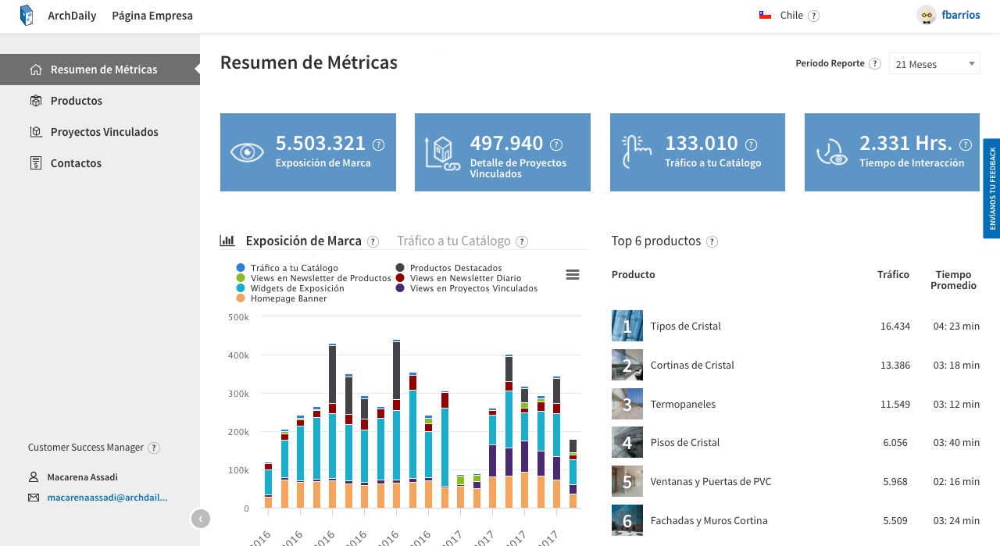 ArchDaily Página Empresa
Chile ?
fbarrios
Resumen de Métricas
Productos
Proyectos Vinculados
Contactos
Customer Success Manager ?
Macarena Assadi
macarenaassadi@archdail...
Resumen de Métricas
Período Reporte ?
21 Meses
5.503.321 ?
Exposición de Marca
497.940 ?
Detalle de Proyectos
Vinculados
133.010 ?
Tráfico a tu Catálogo
2.331 Hrs. ?
Tiempo de Interacción
ENVÍANOS TU FEEDBACK
Exposición de Marca ? Tráfico a tu Catálogo ?
Tráfico a tu Catálogo
Views en Newsletter de Productos
Widgets de Exposición
Homepage Banner
Productos Destacados
Views en Newsletter Diario
Views en Proyectos Vinculados
500k
400k
300k
200k
100k
0
2016
2016
2016
2016
2016
2016
2017
2017
2017
2017
Top 6 productos ?
Producto Tráfico Tiempo
Promedio
1 Tipos de Cristal 16.434 04: 23 min
2 Cortinas de Cristal 13.386 03: 18 min
3 Termopaneles 11.549 03: 12 min
4 Pisos de Cristal 6.056 03: 40 min
5 Ventanas y Puertas de PVC 5.968 02: 16 min
6 Fachadas y Muros Cortina 5.509 03: 24 min